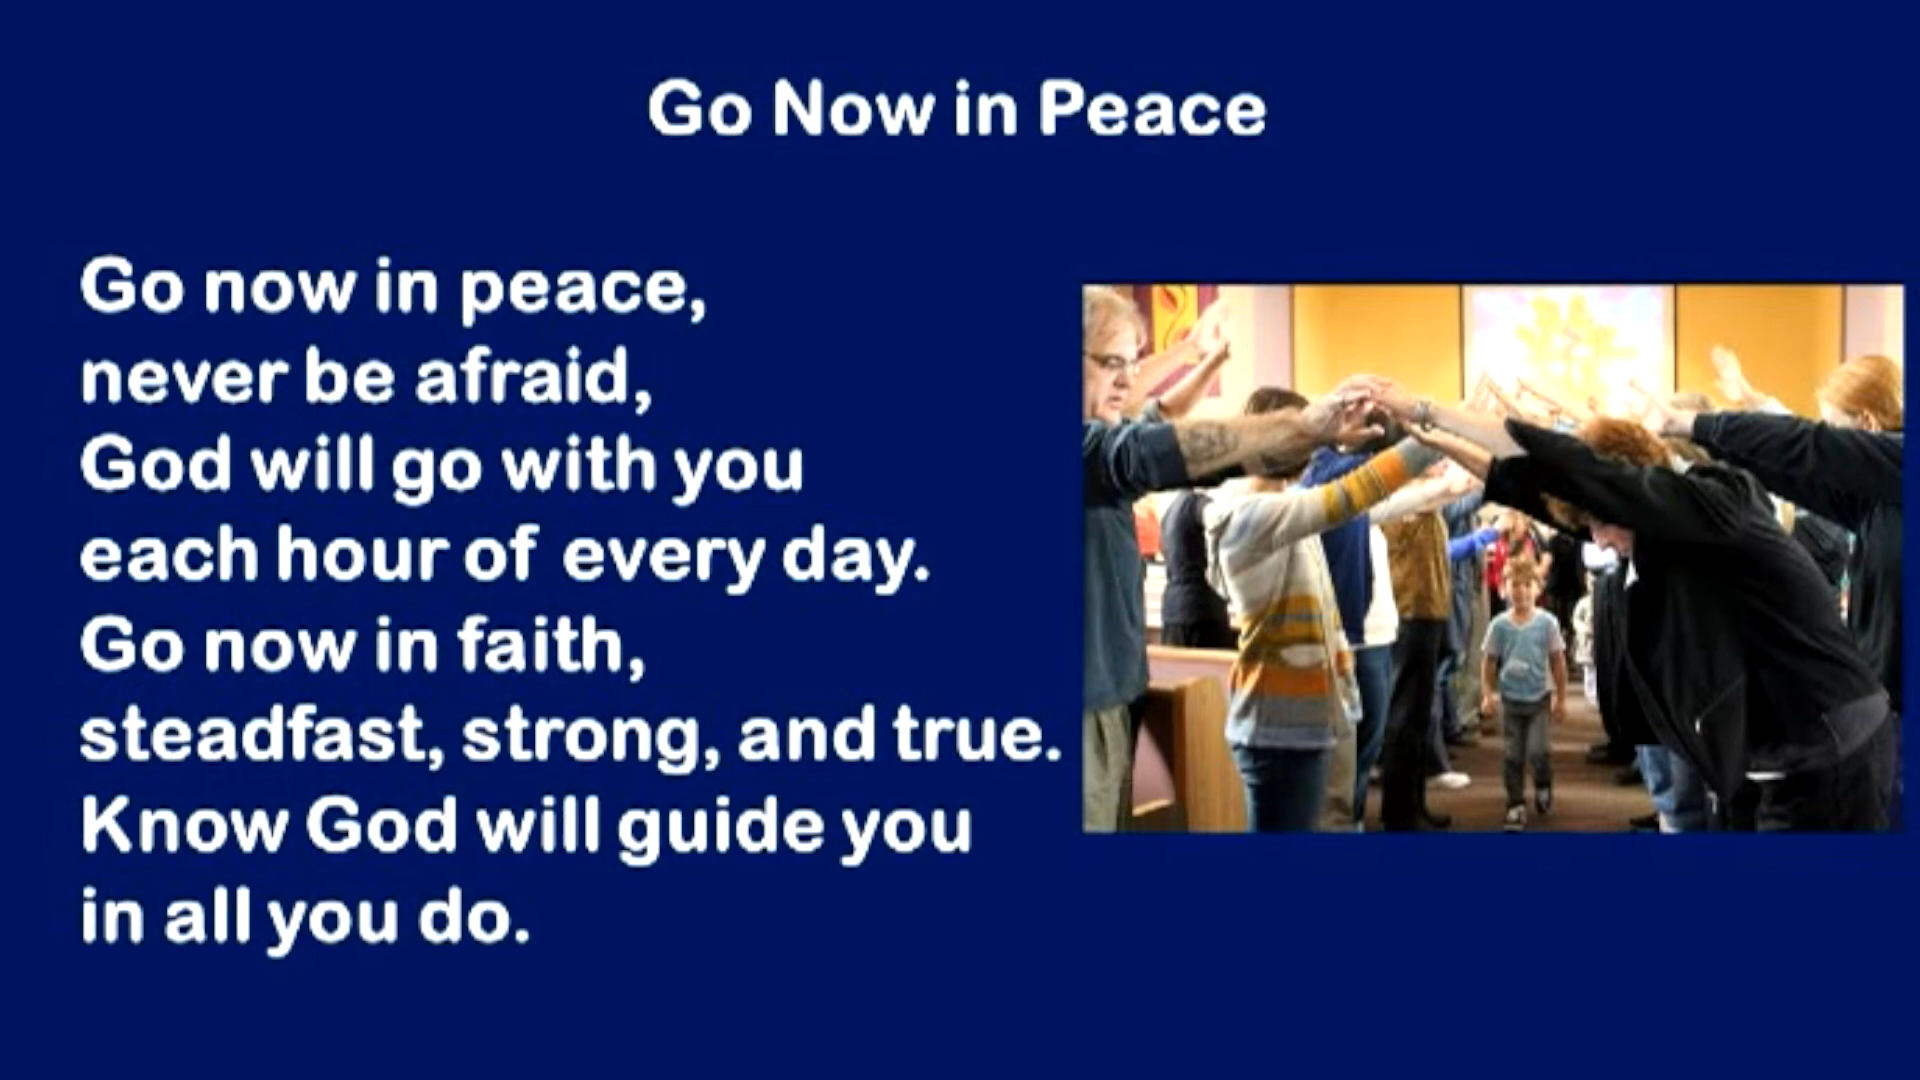 Go Now in Peace
Go now in peace,
never be afraid,
God will go with you
each hour of every day.
Go now in faith,
steadfast, strong, and true.
Know God will guide you
in all you do.